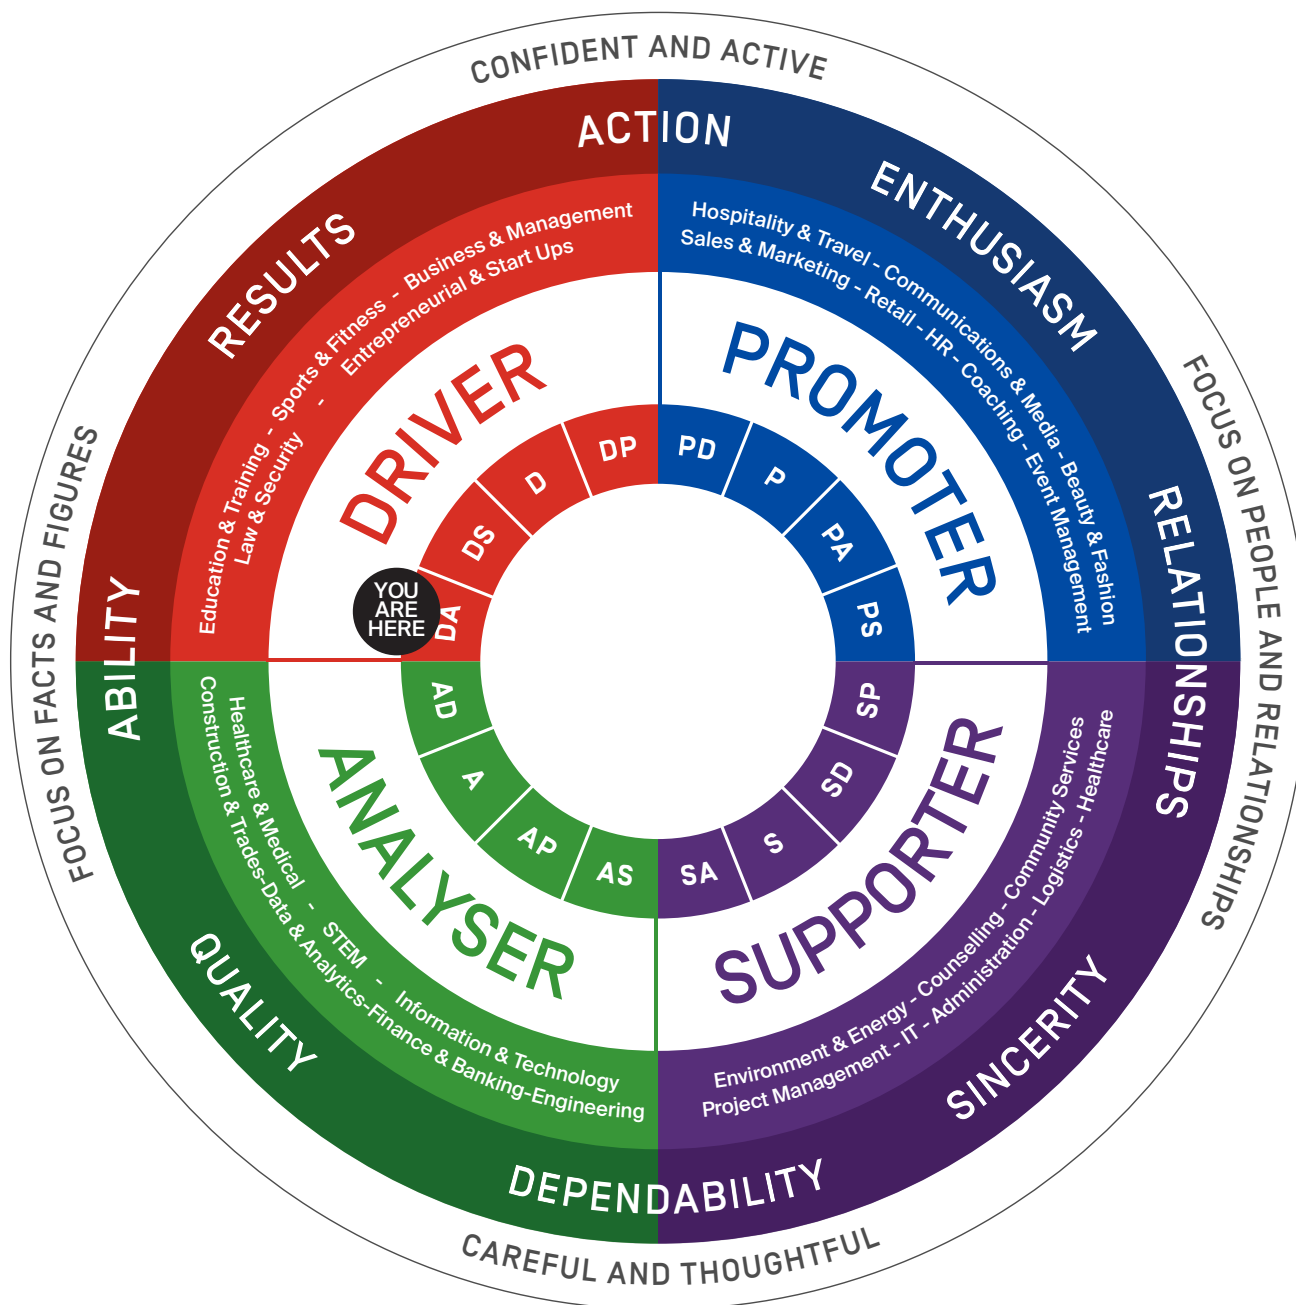 CONFIDENT AND ACTIVE
FOCUS ON PEOPLE AND RELATIONSHIPS
CAREFUL AND THOUGHTFUL
FOCUS ON FACTS AND FIGURES
ACTION
ENTHUSIASM
RELATIONSHIPS
SINCERITY
DEPENDABILITY
QUALITY
ABILITY
RESULTS
Education & Training - Sports & Fitness - Business & Management
Law & Security - Entrepreneurial & Start Ups
DRIVER
Hospitality & Travel - Communications & Media - Beauty & Fashion
Sales & Marketing - Retail - HR - Coaching - Event Management
PROMOTER
Environment & Energy - Counselling - Community Services
Project Management - IT - Administration - Logistics - Healthcare
SUPPORTER
Healthcare & Medical - STEM - Information & Technology
Construction & Trades-Data & Analytics-Finance & Banking-Engineering
ANALYSER
YOU
ARE
HERE
DA
DS
D
DP
PD
P
PA
PS
SP
SD
S
SA
AS
AP
A
AD